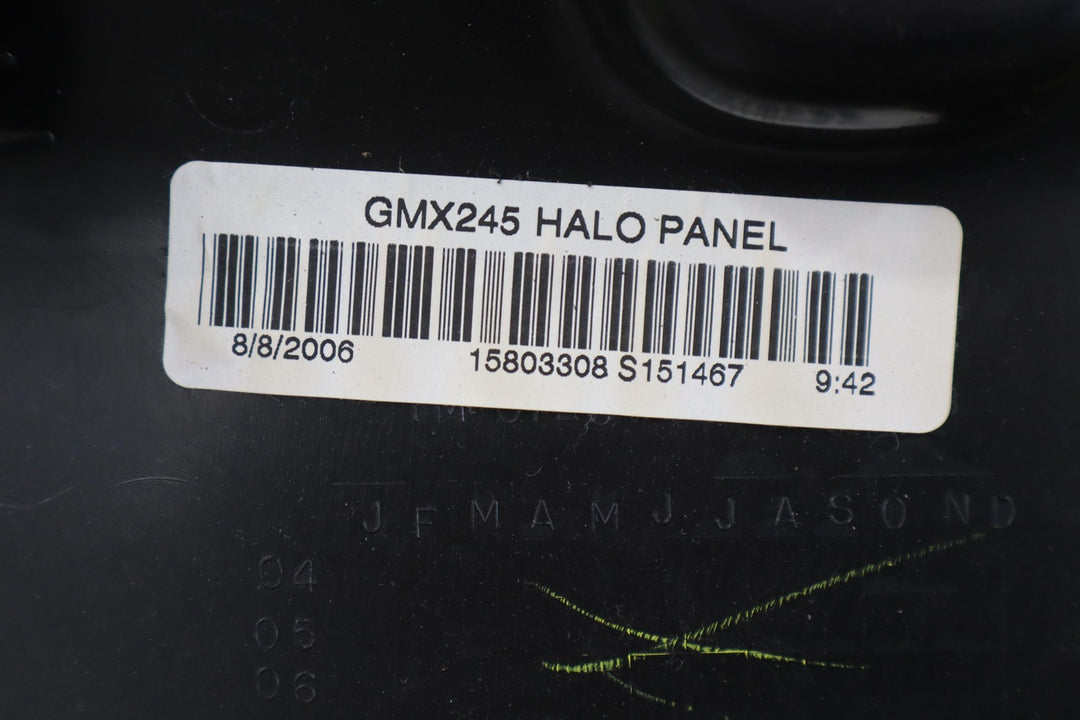 GMX245 HALO PANEL
8/8/2006 15803308 S151467 9:42
J F M A M J J A S O N D
04
05
06